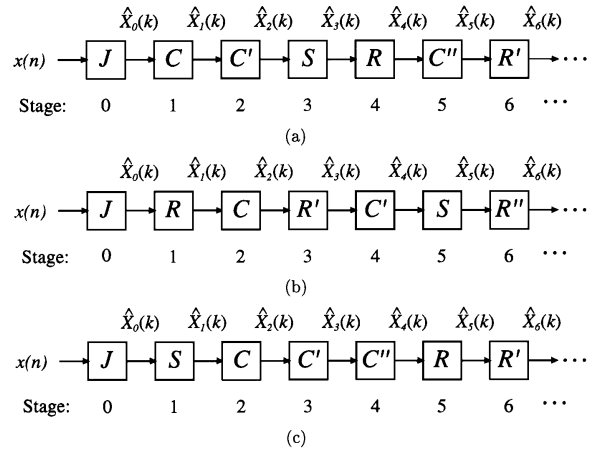 X̂₀(k) X̂₁(k) X̂₂(k) X̂₃(k) X̂₄(k) X̂₅(k) X̂₆(k)
x(n) J C C' S R C'' R' ···
Stage: 0 1 2 3 4 5 6 ···
(a)
X̂₀(k) X̂₁(k) X̂₂(k) X̂₃(k) X̂₄(k) X̂₅(k) X̂₆(k)
x(n) J R C R' C' S R'' ···
Stage: 0 1 2 3 4 5 6 ···
(b)
X̂₀(k) X̂₁(k) X̂₂(k) X̂₃(k) X̂₄(k) X̂₅(k) X̂₆(k)
x(n) J S C C' C'' R R' ···
Stage: 0 1 2 3 4 5 6 ···
(c)